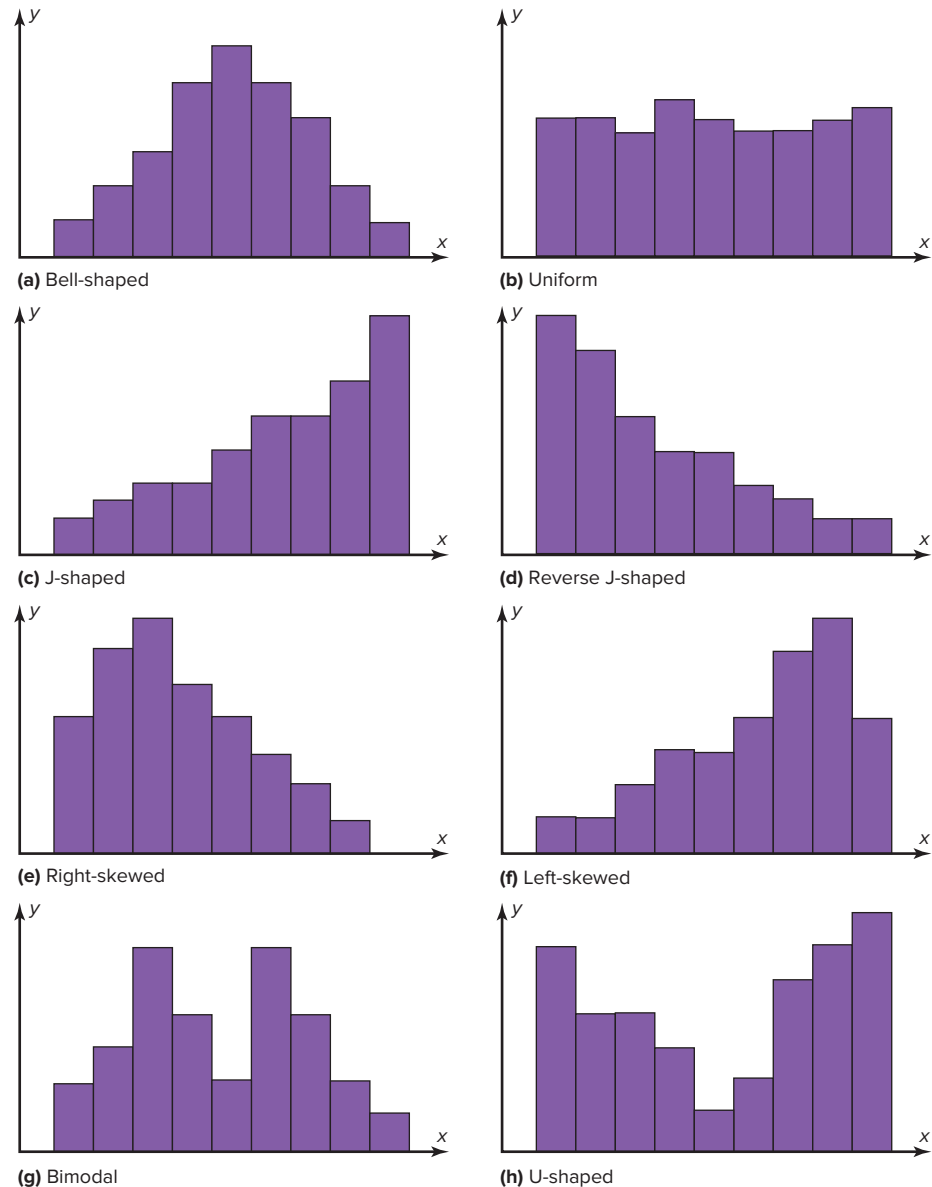 y
x
(a) Bell-shaped
y
x
(b) Uniform
y
x
(c) J-shaped
y
x
(d) Reverse J-shaped
y
x
(e) Right-skewed
y
x
(f) Left-skewed
y
x
(g) Bimodal
y
x
(h) U-shaped